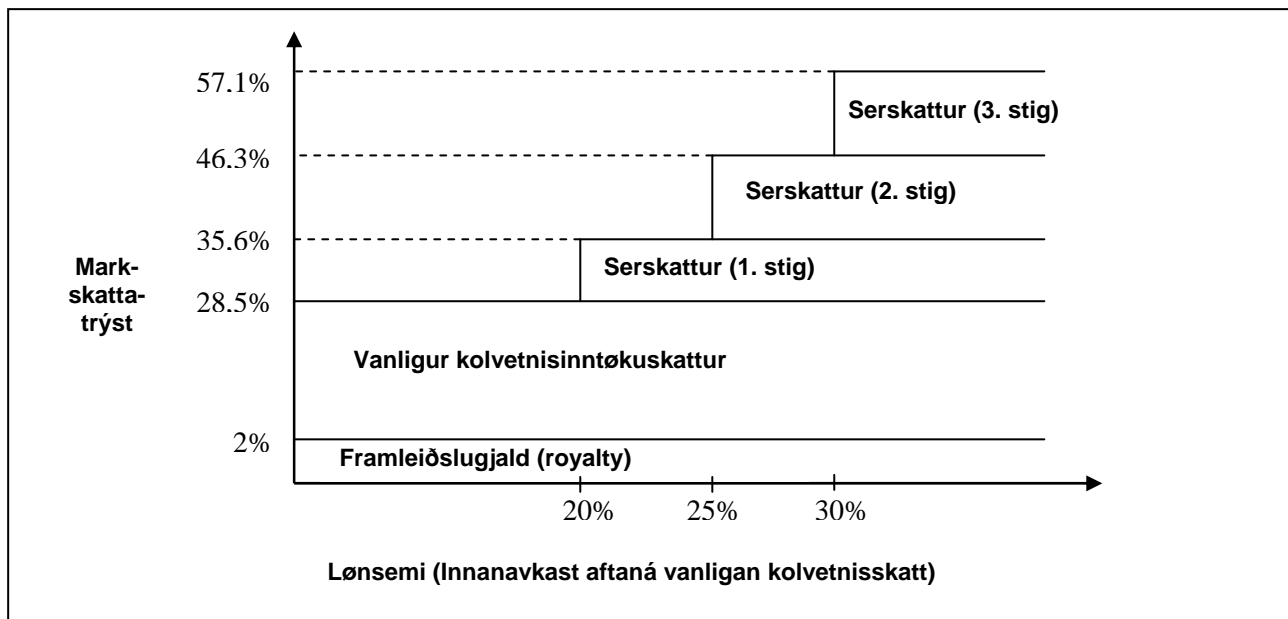 57.1%
Serskattur (3. stig)
46.3%
Serskattur (2. stig)
35.6%
Serskattur (1. stig)
Mark-
skatta-
trýst
28.5%
Vanligur kolvetnisinntøkuskattur
2%
Framleiðslugjald (royalty)
20% 25% 30%
Lønsemi (Innanavkast aftaná vanligan kolvetnisskatt)